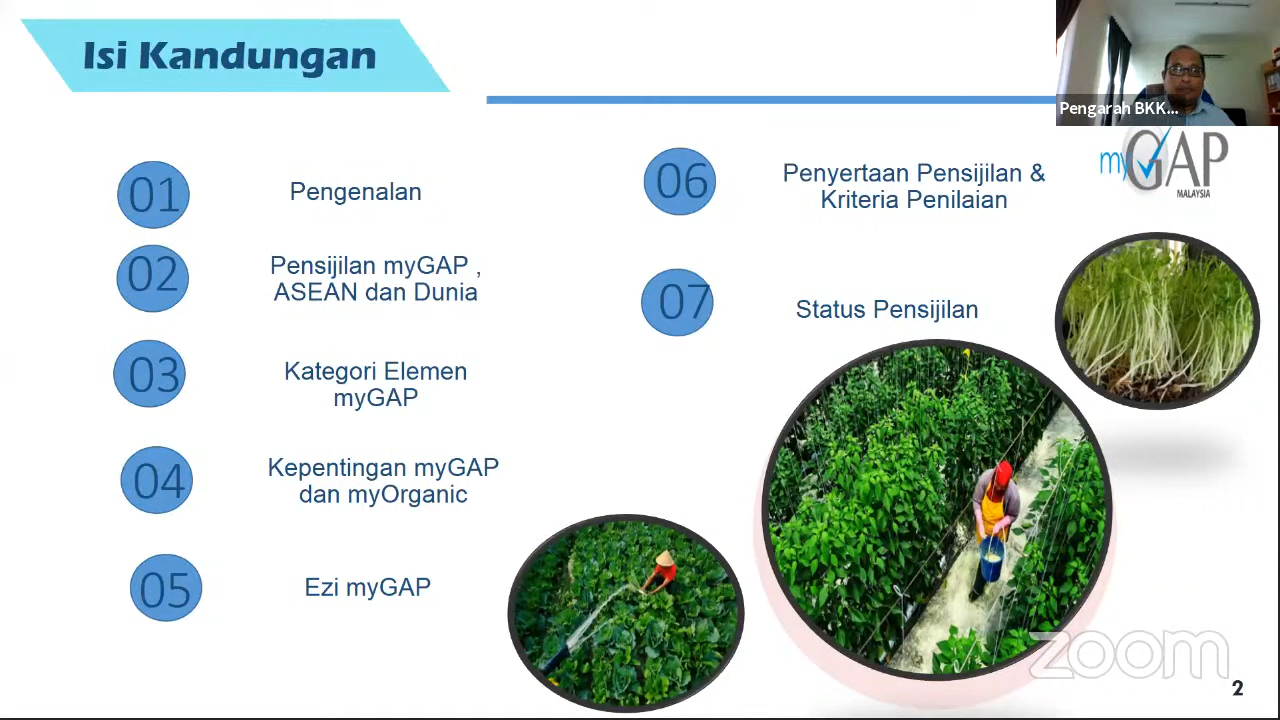 Isi Kandungan
Pengarah BKK...
myGAP
MALAYSIA
01
Pengenalan
02
Pensijilan myGAP ,
ASEAN dan Dunia
03
Kategori Elemen
myGAP
04
Kepentingan myGAP
dan myOrganic
05
Ezi myGAP
06
Penyertaan Pensijilan &
Kriteria Penilaian
07
Status Pensijilan
zoom
2